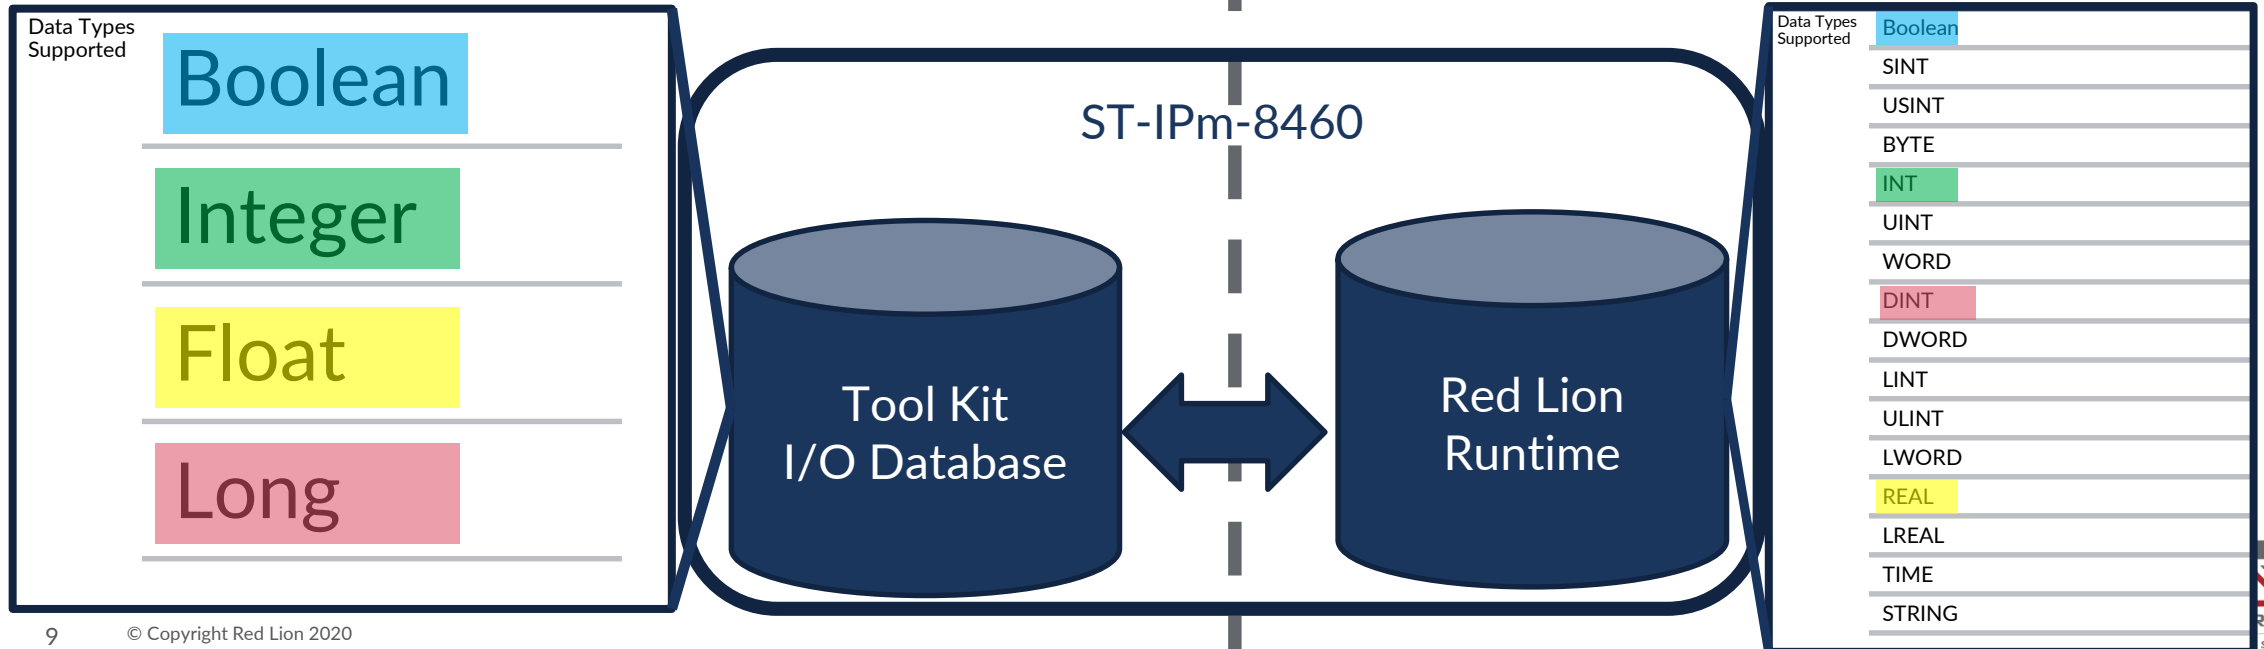 Data Types
Supported
Boolean
Integer
Float
Long
ST-IPm-8460
Tool Kit
I/O Database
Red Lion
Runtime
Data Types
Supported
Boolean
SINT
USINT
BYTE
INT
UINT
WORD
DINT
DWORD
LINT
ULINT
LWORD
REAL
LREAL
TIME
STRING
9
© Copyright Red Lion 2020